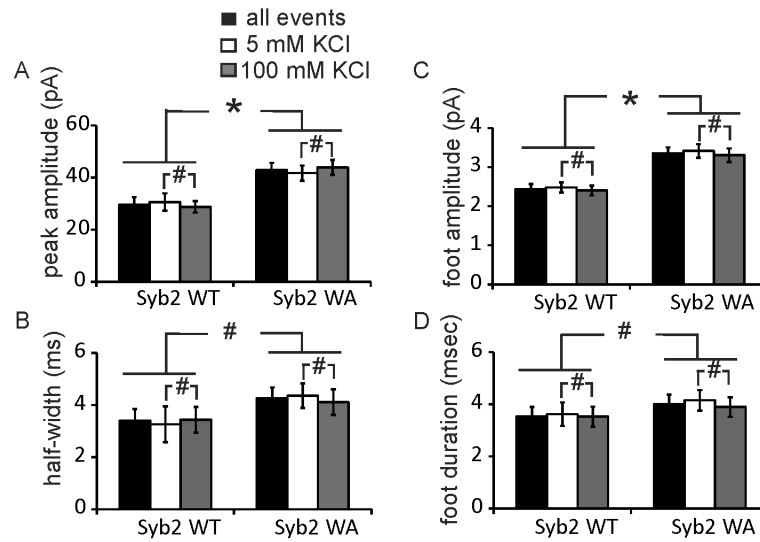 all events
5 mM KCl
100 mM KCl
A
peak amplitude (pA)
60
40
20
0
*
#
#
Syb2 WT
Syb2 WA
C
foot amplitude (pA)
4
3
2
1
0
*
#
#
Syb2 WT
Syb2 WA
B
half-width (ms)
6
4
2
0
#
#
#
Syb2 WT
Syb2 WA
D
foot duration (msec)
6
4
2
0
#
#
#
Syb2 WT
Syb2 WA